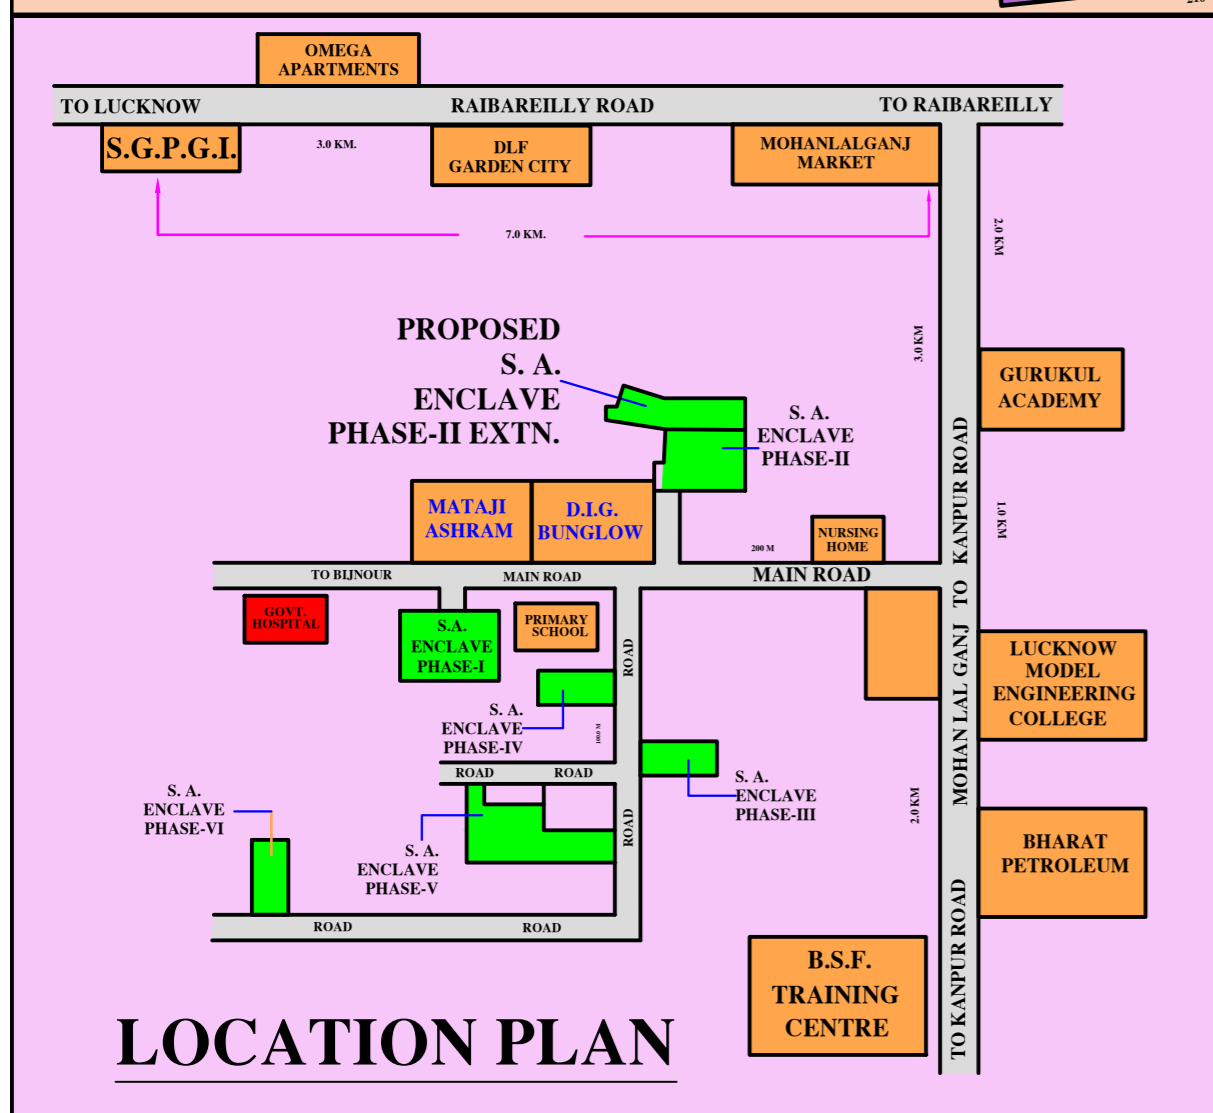 OMEGA
APARTMENTS
TO LUCKNOW
RAIBAREILLY ROAD
TO RAIBAREILLY
S.G.P.G.I.
3.0 KM.
DLF
GARDEN CITY
MOHANLALGANJ
MARKET
7.0 KM.
2.0 KM
3.0 KM
PROPOSED
S. A.
ENCLAVE
PHASE-II EXTN.
S. A.
ENCLAVE
PHASE-II
GURUKUL
ACADEMY
MATAJI
ASHRAM
D.I.G.
BUNGLOW
200 M
NURSING
HOME
1.0 KM
MOHAN LAL GANJ TO KANPUR ROAD
TO BIJNOUR
MAIN ROAD
MAIN ROAD
GOVT.
HOSPITAL
S.A.
ENCLAVE
PHASE-I
PRIMARY
SCHOOL
ROAD
LUCKNOW
MODEL
ENGINEERING
COLLEGE
S. A.
ENCLAVE
PHASE-IV
100.0 M
ROAD
ROAD
S. A.
ENCLAVE
PHASE-III
S. A.
ENCLAVE
PHASE-VI
ROAD
2.0 KM
S. A.
ENCLAVE
PHASE-V
BHARAT
PETROLEUM
ROAD
ROAD
B.S.F.
TRAINING
CENTRE
TO KANPUR ROAD
LOCATION PLAN